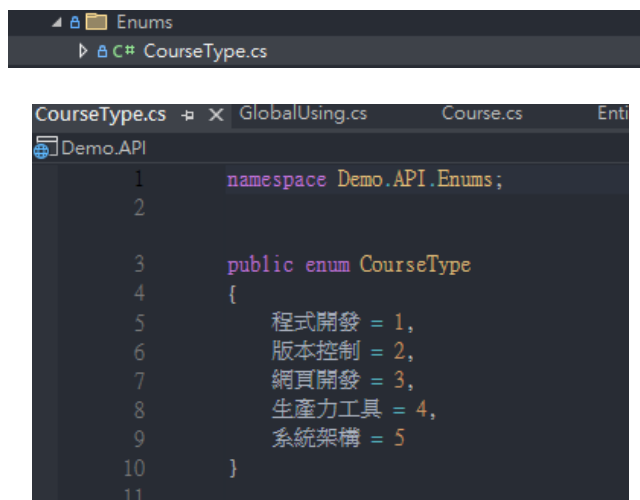 Enums
C# CourseType.cs
CourseType.cs GlobalUsing.cs Course.cs Enti
Demo.API
1 namespace Demo.API.Enums;
2
3 public enum CourseType
4 {
5 程式開發 = 1,
6 版本控制 = 2,
7 網頁開發 = 3,
8 生產力工具 = 4,
9 系統架構 = 5
10 }
11